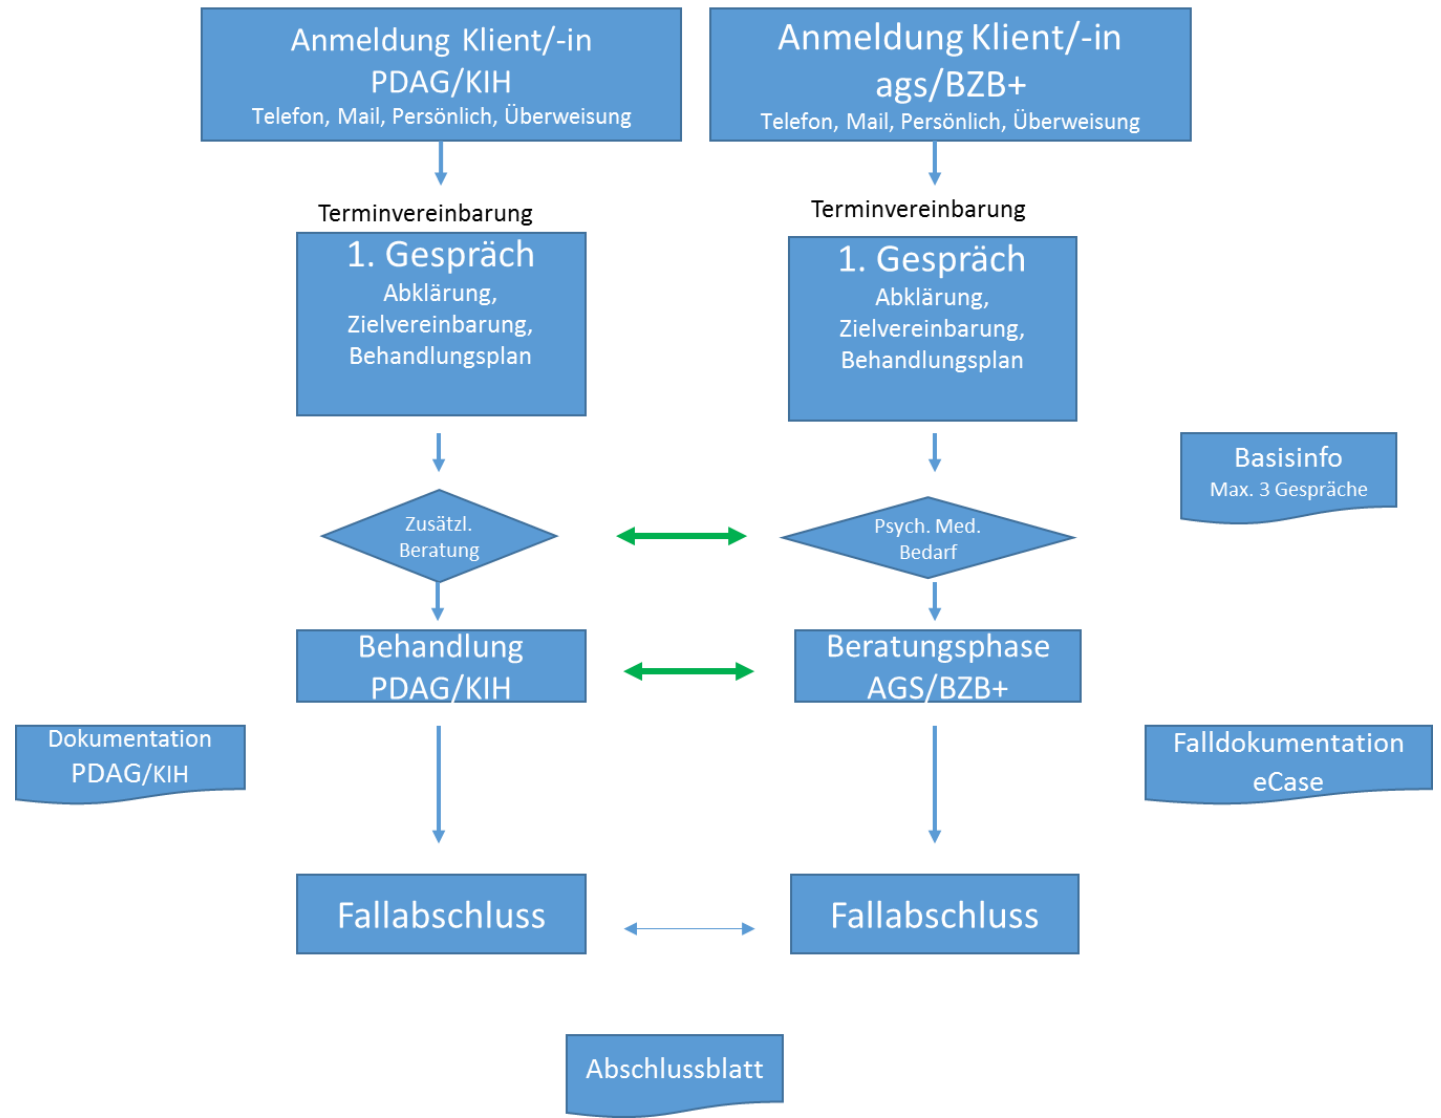 Anmeldung Klient/-in
PDAG/KIH
Telefon, Mail, Persönlich, Überweisung
Anmeldung Klient/-in
ags/BZB+
Telefon, Mail, Persönlich, Überweisung
Terminvereinbarung
Terminvereinbarung
1. Gespräch
Abklärung,
Zielvereinbarung,
Behandlungsplan
1. Gespräch
Abklärung,
Zielvereinbarung,
Behandlungsplan
Basisinfo
Max. 3 Gespräche
Zusätzl.
Beratung
Psych. Med.
Bedarf
Behandlung
PDAG/KIH
Beratungsphase
AGS/BZB+
Dokumentation
PDAG/KIH
Falldokumentation
eCase
Fallabschluss
Fallabschluss
Abschlussblatt